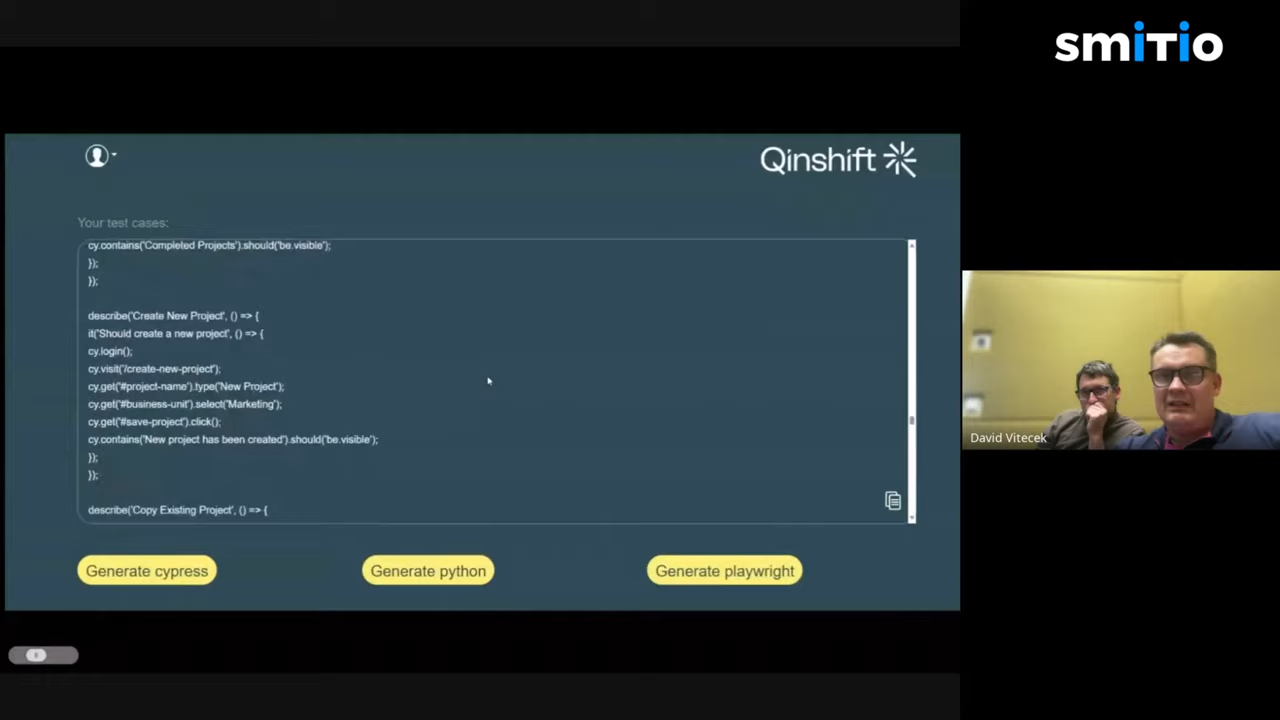 smiTio
Qinshift
Your test cases:
cy.contains('Completed Projects').should('be.visible');
});
});
describe('Create New Project', () => {
it('Should create a new project', () => {
cy.login();
cy.visit('/create-new-project');
cy.get('#project-name').type('New Project');
cy.get('#business-unit').select('Marketing');
cy.get('#save-project').click();
cy.contains('New project has been created').should('be.visible');
});
});
describe('Copy Existing Project', () => {
Generate cypress
Generate python
Generate playwright
David Vitecek